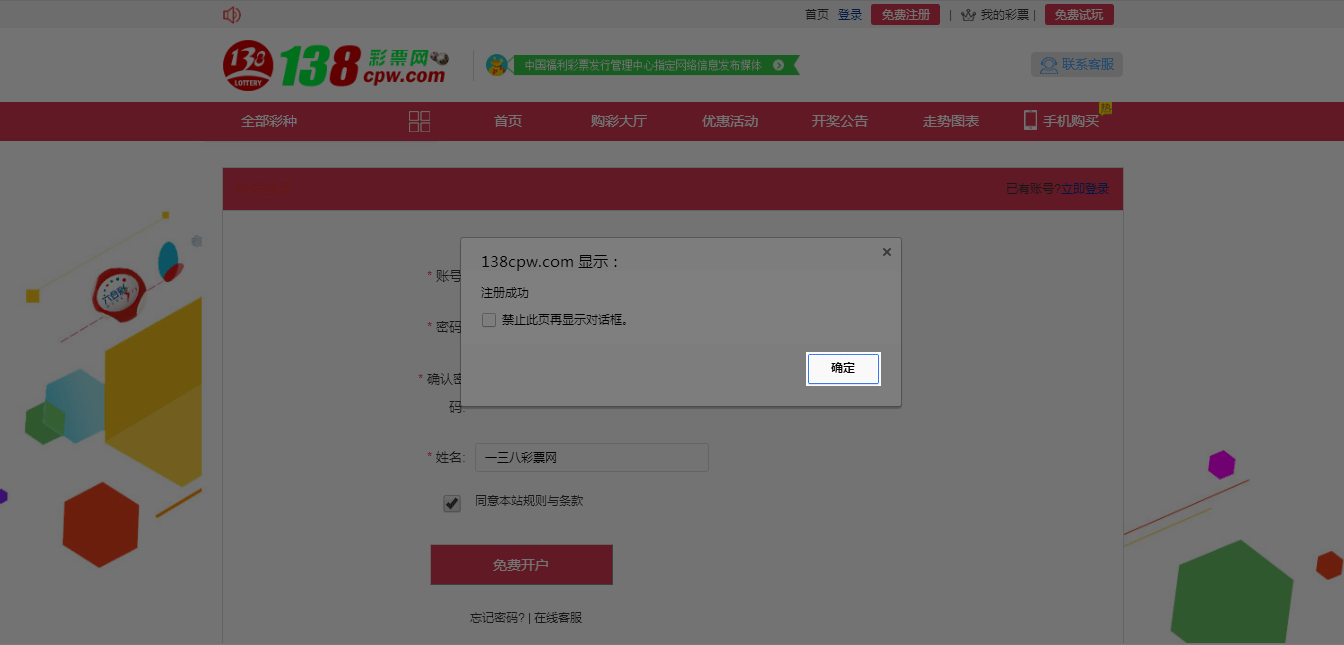 首页 登录 免费注册 | 我的彩票 | 免费试玩
138 LOTTERY
138 彩票网
cpw.com
中国福利彩票发行管理中心指定网络信息发布媒体
联系客服
热
全部彩种 首页 购彩大厅 优惠活动 开奖公告 走势图表 手机购买
已有账号?立即登录
138cpw.com 显示：
注册成功
禁止此页再显示对话框。
确定
* 账号
* 密码
* 确认密
码:
* 姓名: 一三八彩票网
同意本站规则与条款
免费开户
忘记密码? | 在线客服
六合彩